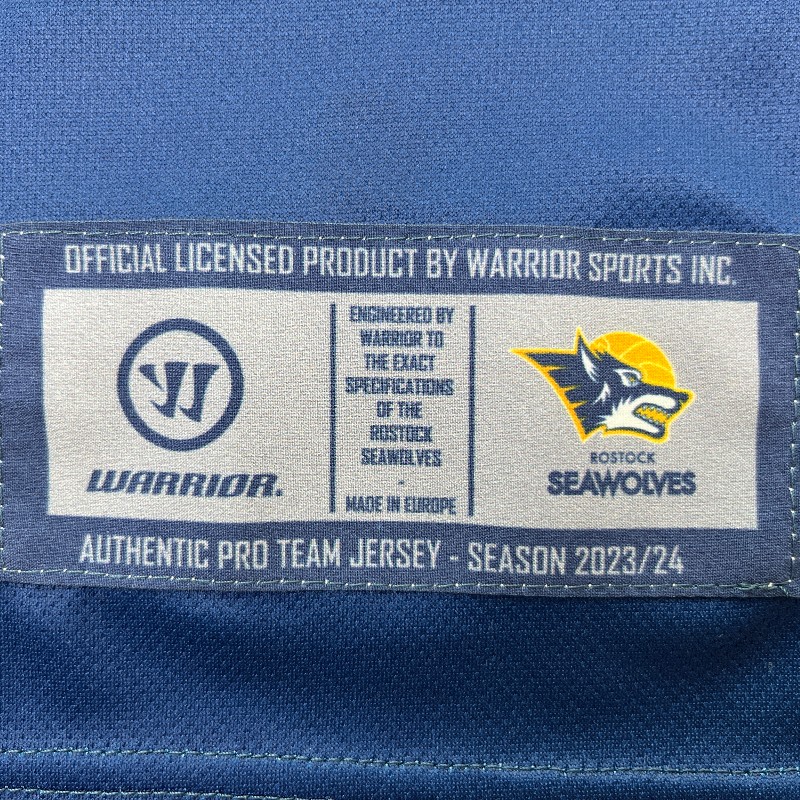 OFFICIAL LICENSED PRODUCT BY WARRIOR SPORTS INC.
WARRIOR.
ENGINEERED BY
WARRIOR TO
THE EXACT
SPECIFICATIONS
OF THE
ROSTOCK
SEAWOLVES
-
MADE IN EUROPE
ROSTOCK
SEAWOLVES
AUTHENTIC PRO TEAM JERSEY - SEASON 2023/24